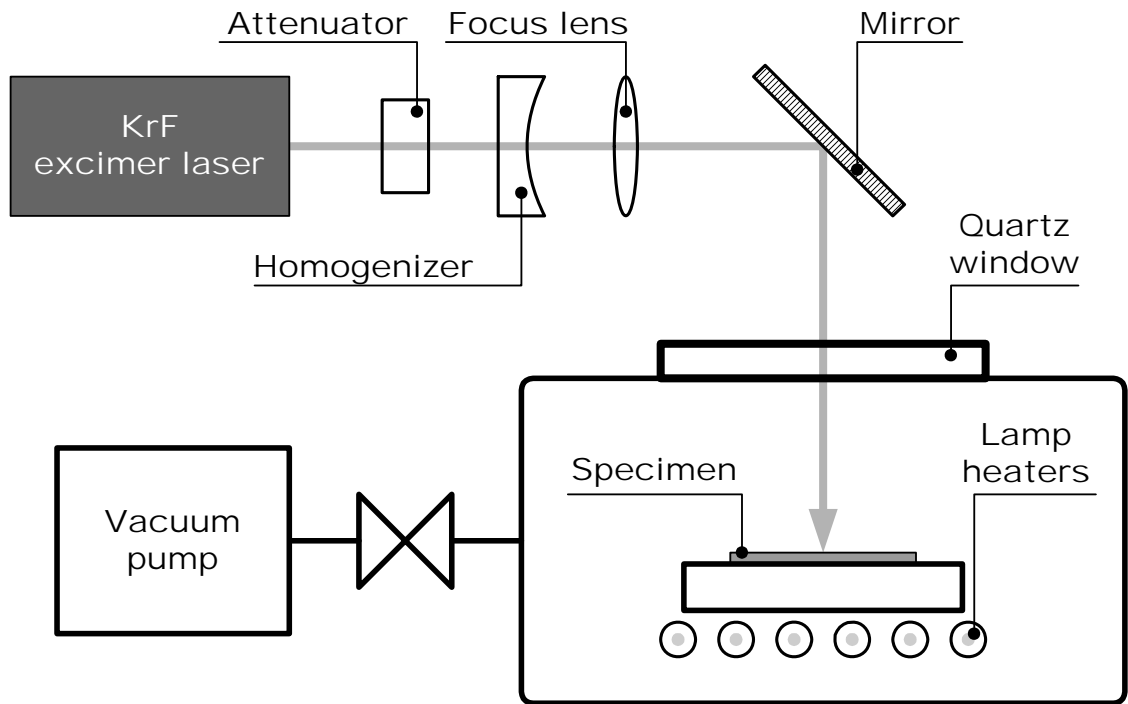 Attenuator
Focus lens
Mirror
KrF
excimer laser
Homogenizer
Quartz
window
Specimen
Lamp
heaters
Vacuum
pump